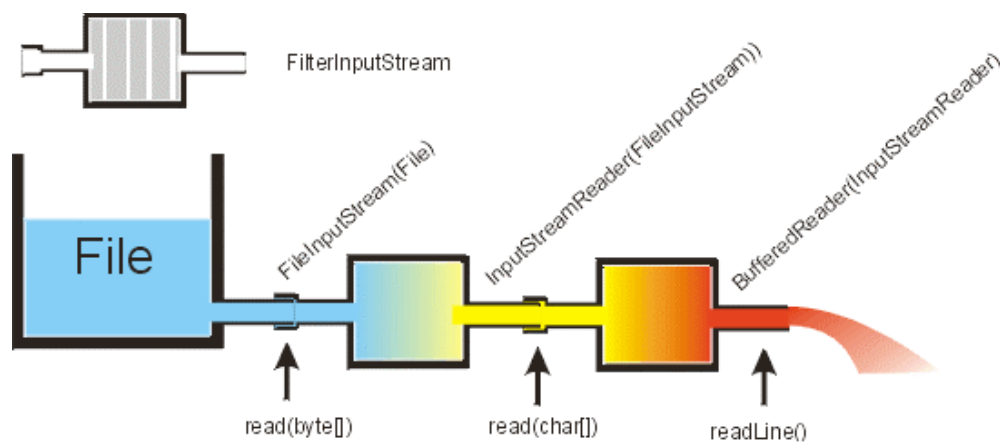 FilterInputStream
File
FileInputStream(File)
InputStreamReader(FileInputStream))
BufferedReader(InputStreamReader)
read(byte[])
read(char[])
readLine()